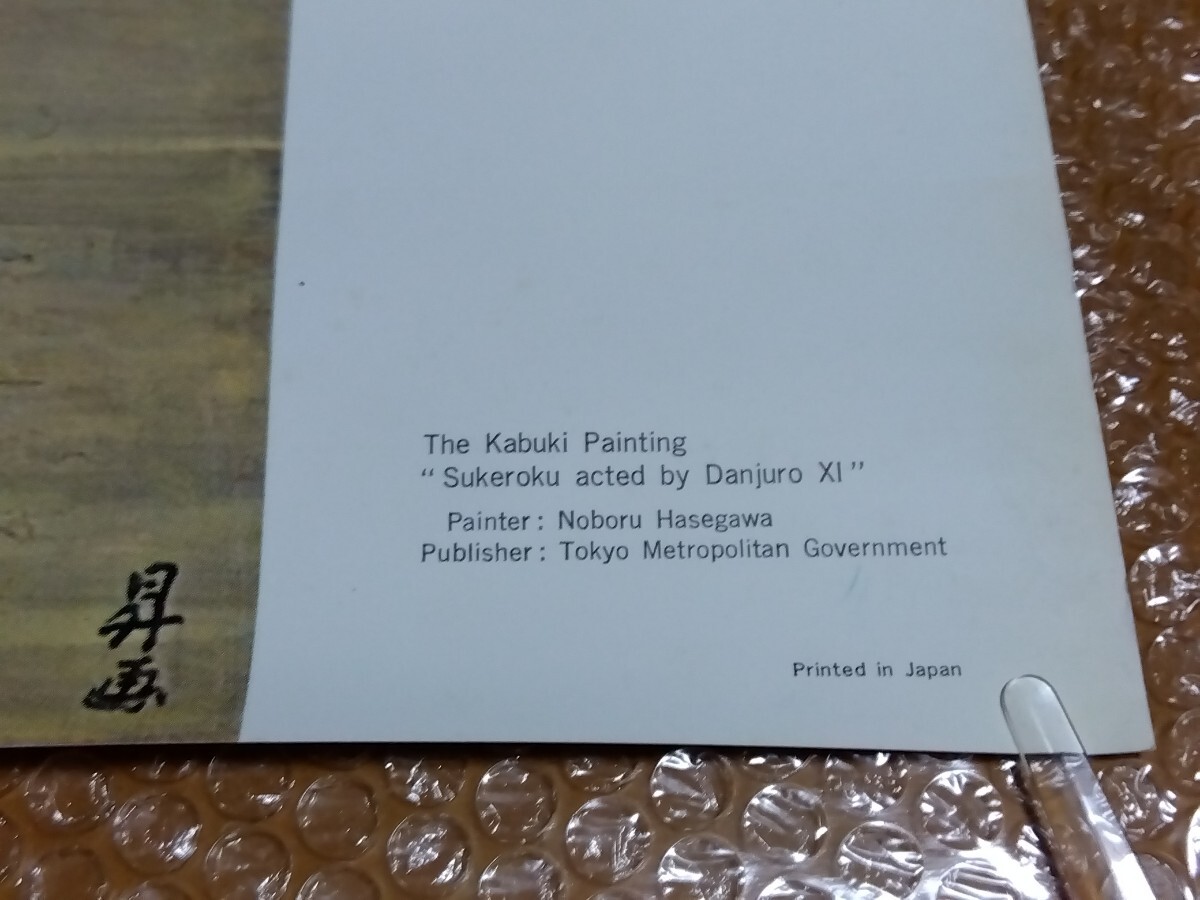 The Kabuki Painting
“Sukeroku acted by Danjuro XI”
Painter: Noboru Hasegawa
Publisher: Tokyo Metropolitan Government
Printed in Japan
昇
画